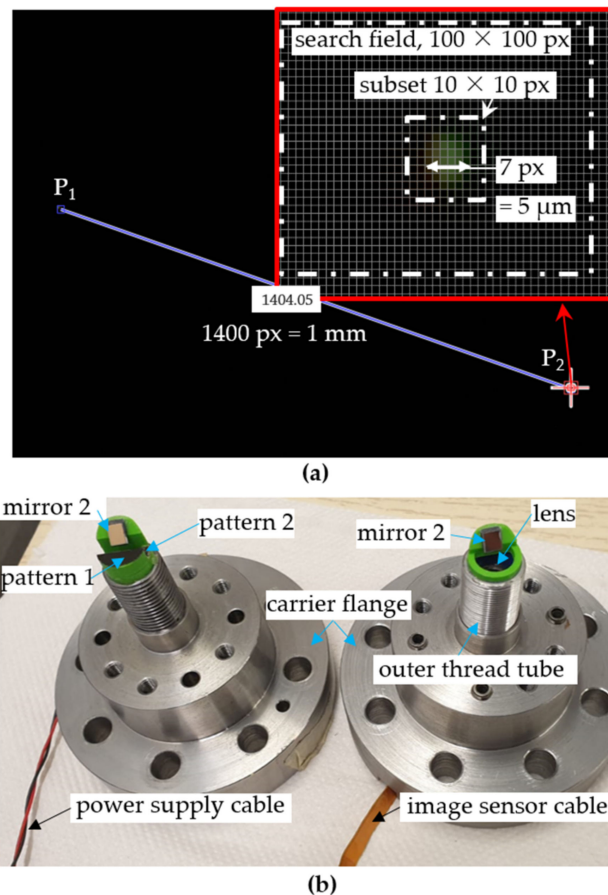 search field, 100 × 100 px
subset 10 × 10 px
7 px
= 5 μm
P₁
1404.05
1400 px = 1 mm
P₂
(a)
mirror 2
pattern 2
pattern 1
lens
mirror 2
carrier flange
outer thread tube
power supply cable
image sensor cable
(b)